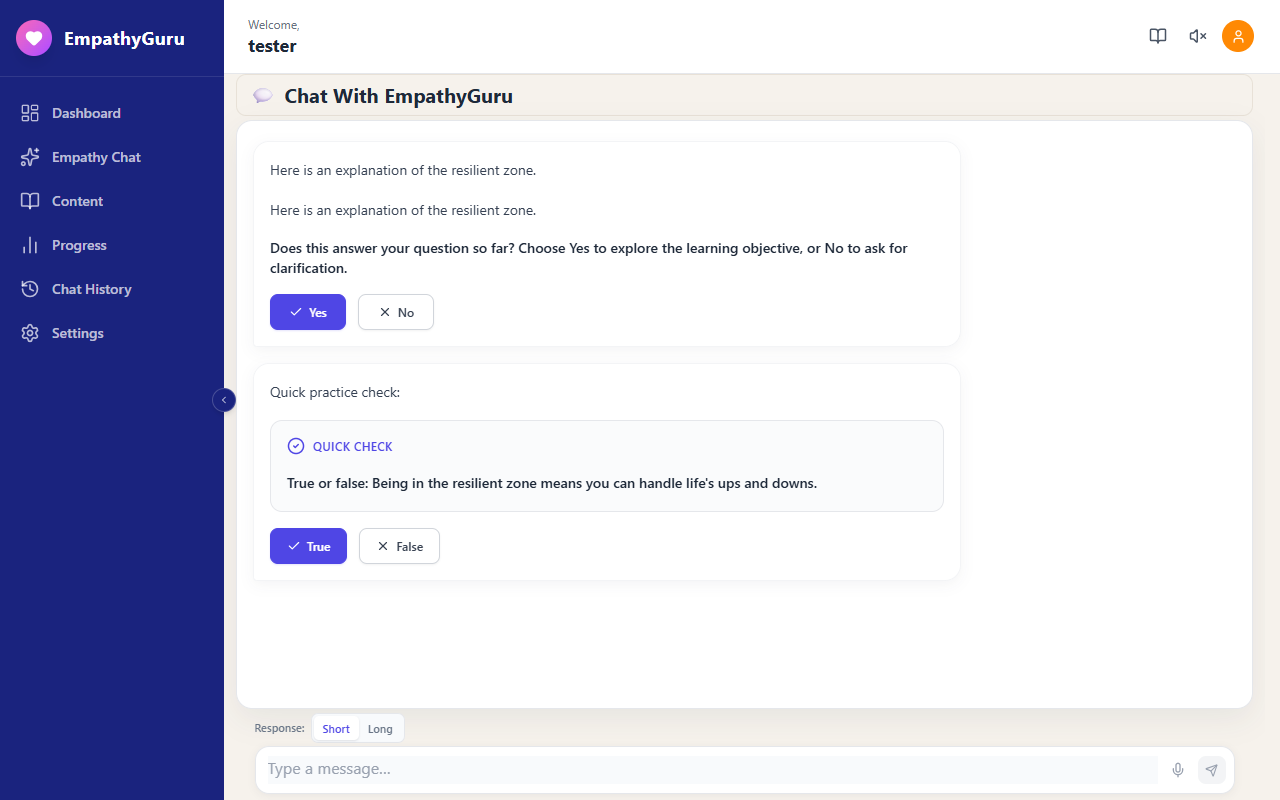 EmpathyGuru
Dashboard
Empathy Chat
Content
Progress
Chat History
Settings
Welcome,
tester
Chat With EmpathyGuru
Here is an explanation of the resilient zone.
Here is an explanation of the resilient zone.
Does this answer your question so far? Choose Yes to explore the learning objective, or No to ask for
clarification.
Yes
No
Quick practice check:
QUICK CHECK
True or false: Being in the resilient zone means you can handle life's ups and downs.
True
False
Response:
Short
Long
Type a message...